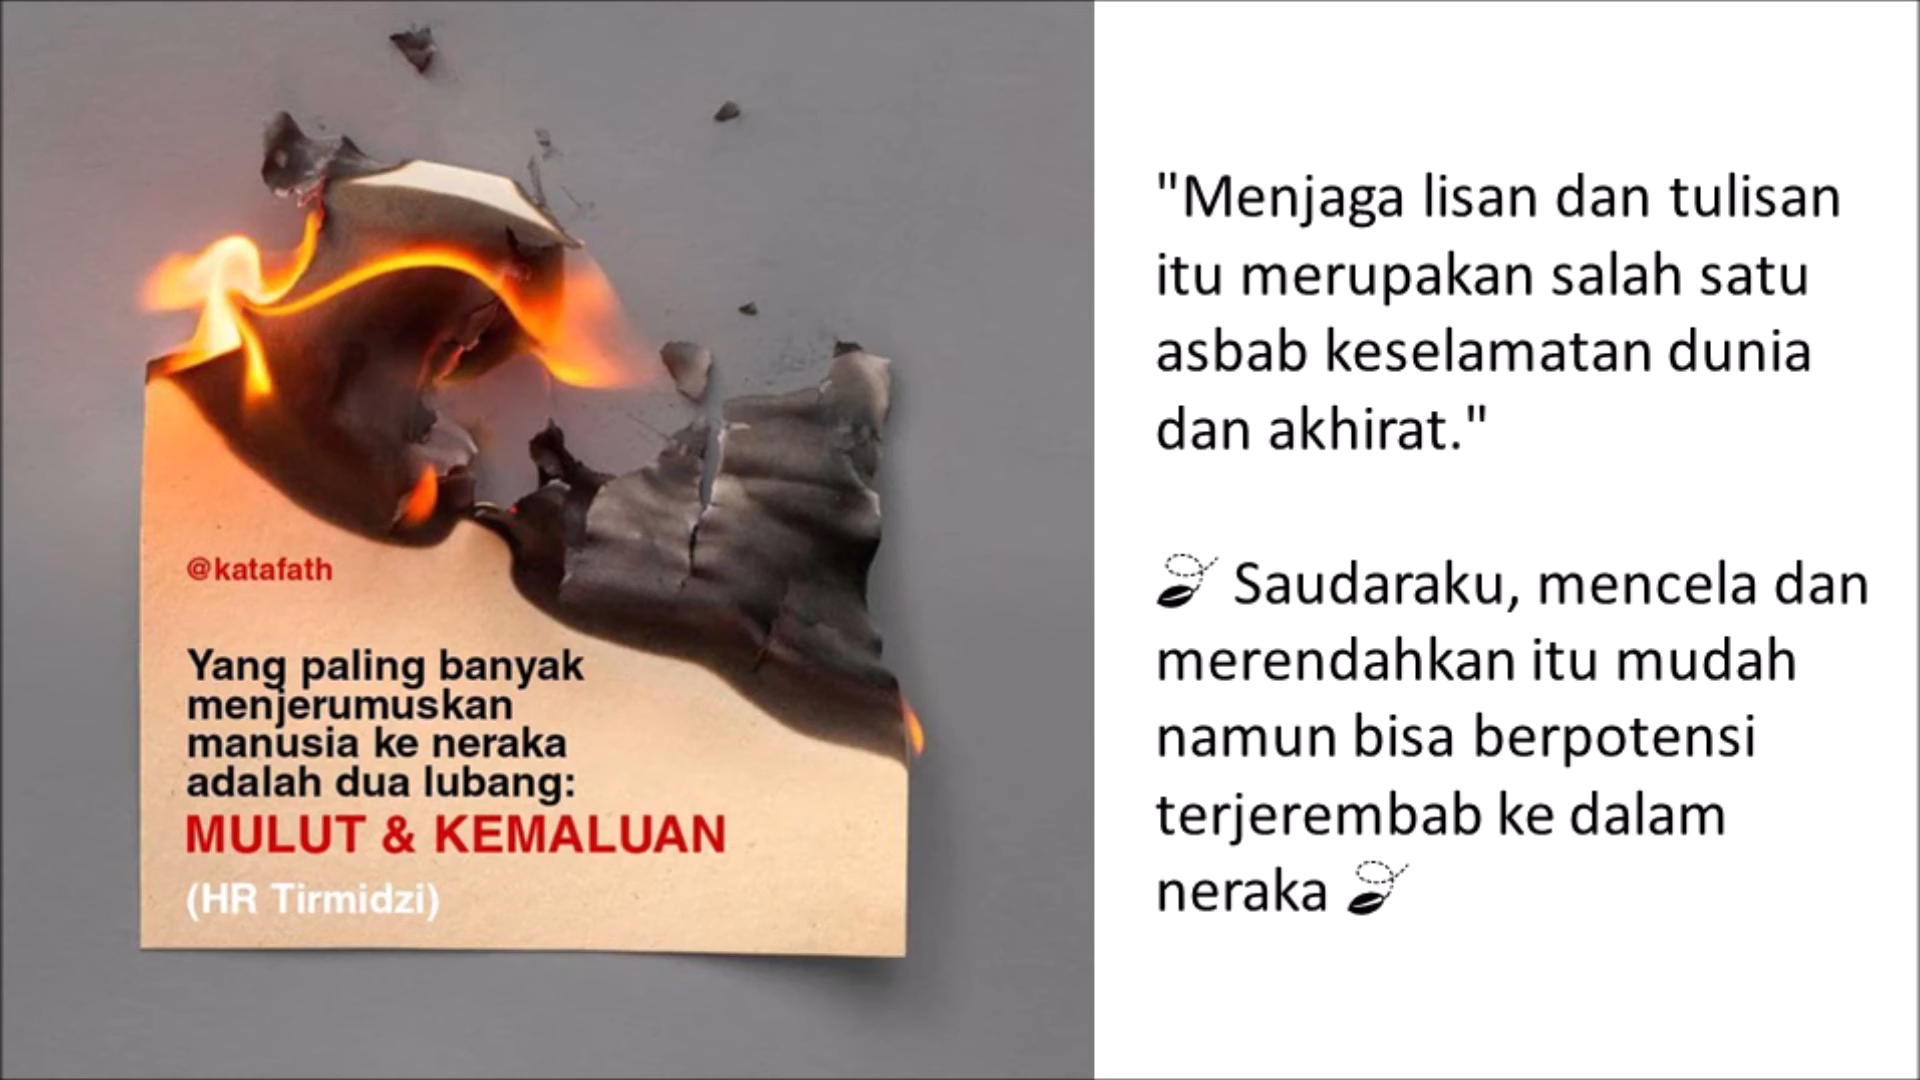 @katafath
Yang paling banyak
menjerumuskan
manusia ke neraka
adalah dua lubang:
MULUT & KEMALUAN
(HR Tirmidzi)
"Menjaga lisan dan tulisan
itu merupakan salah satu
asbab keselamatan dunia
dan akhirat."
Saudaraku, mencela dan
merendahkan itu mudah
namun bisa berpotensi
terjerembab ke dalam
neraka